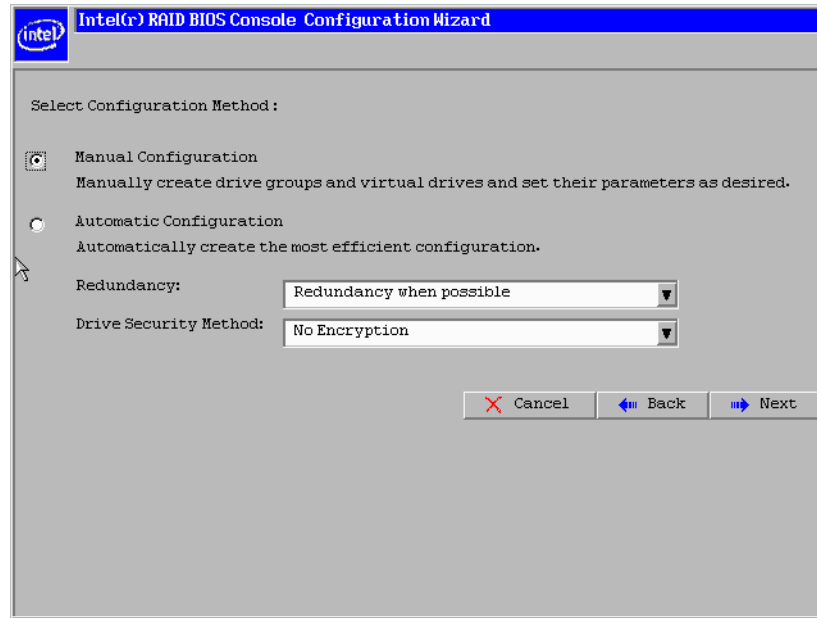 intel
Intel(r) RAID BIOS Console Configuration Wizard
Select Configuration Method:
Manual Configuration
Manually create drive groups and virtual drives and set their parameters as desired.
Automatic Configuration
Automatically create the most efficient configuration.
Redundancy:
Redundancy when possible
Drive Security Method:
No Encryption
Cancel
Back
Next